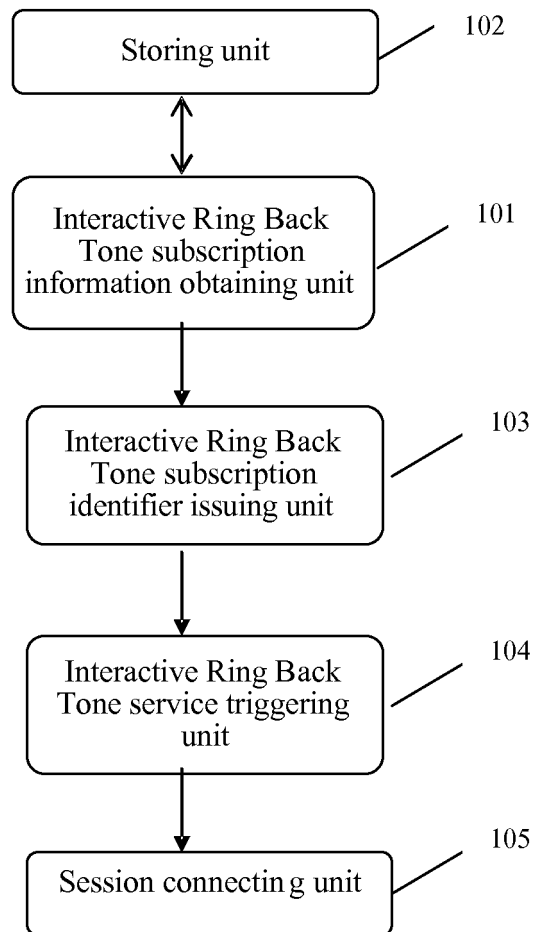 102
Storing unit
101
Interactive Ring Back
Tone subscription
information obtaining unit
103
Interactive Ring Back
Tone subscription
identifier issuing unit
104
Interactive Ring Back
Tone service triggering
unit
105
Session connecting unit